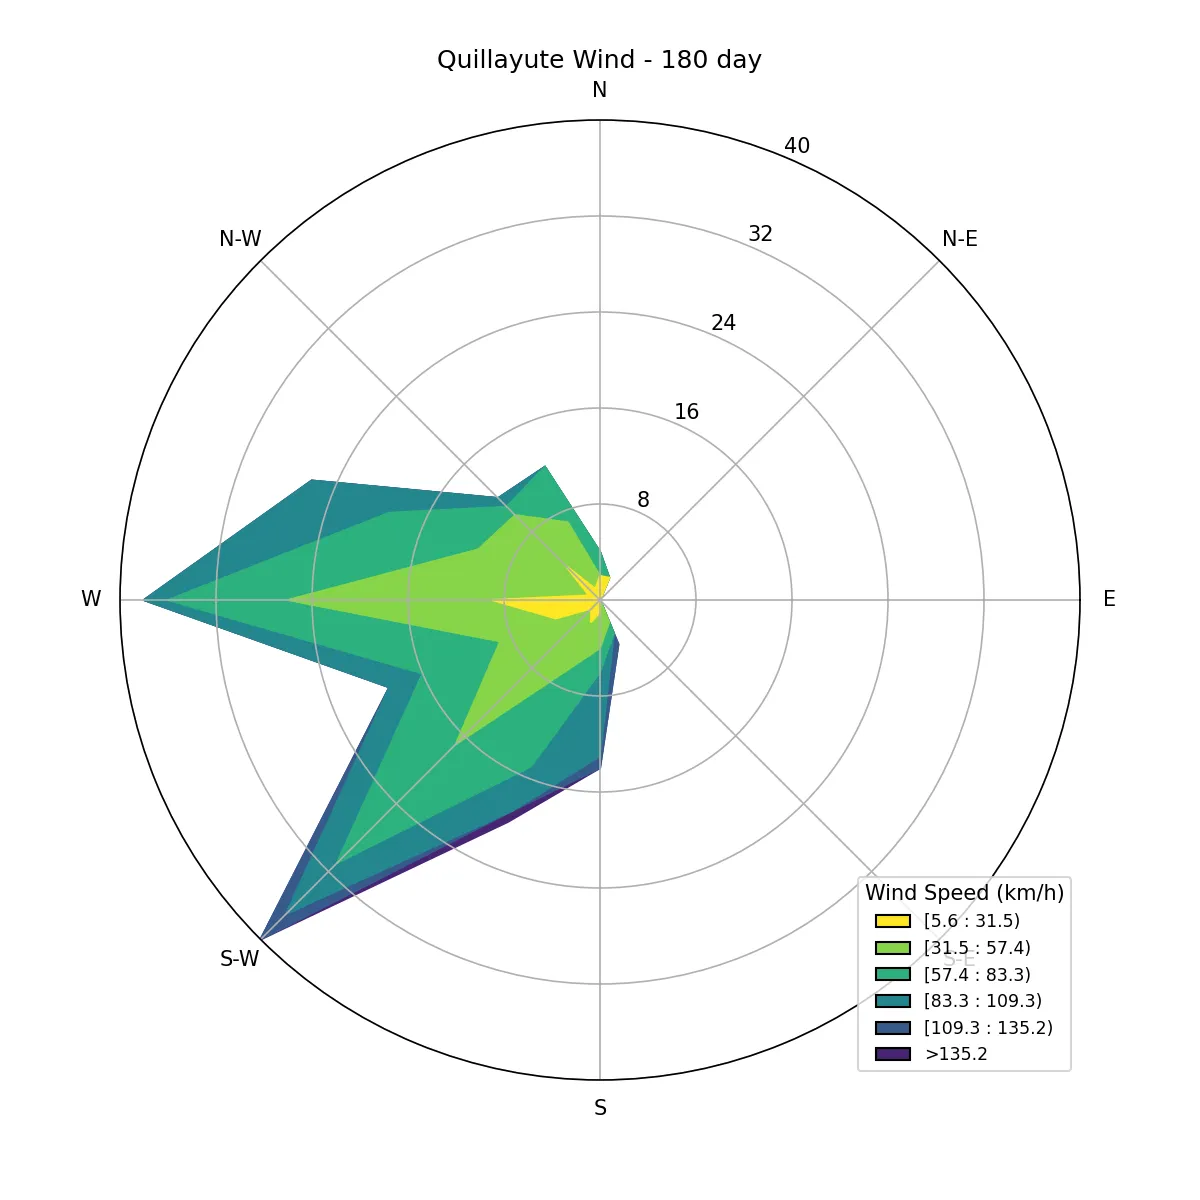 Quillayute Wind - 180 day
N
40
N-W
32
N-E
24
16
8
W
E
S-W
S-E
S
Wind Speed (km/h)
[5.6 : 31.5)
[31.5 : 57.4)
[57.4 : 83.3)
[83.3 : 109.3)
[109.3 : 135.2)
>135.2